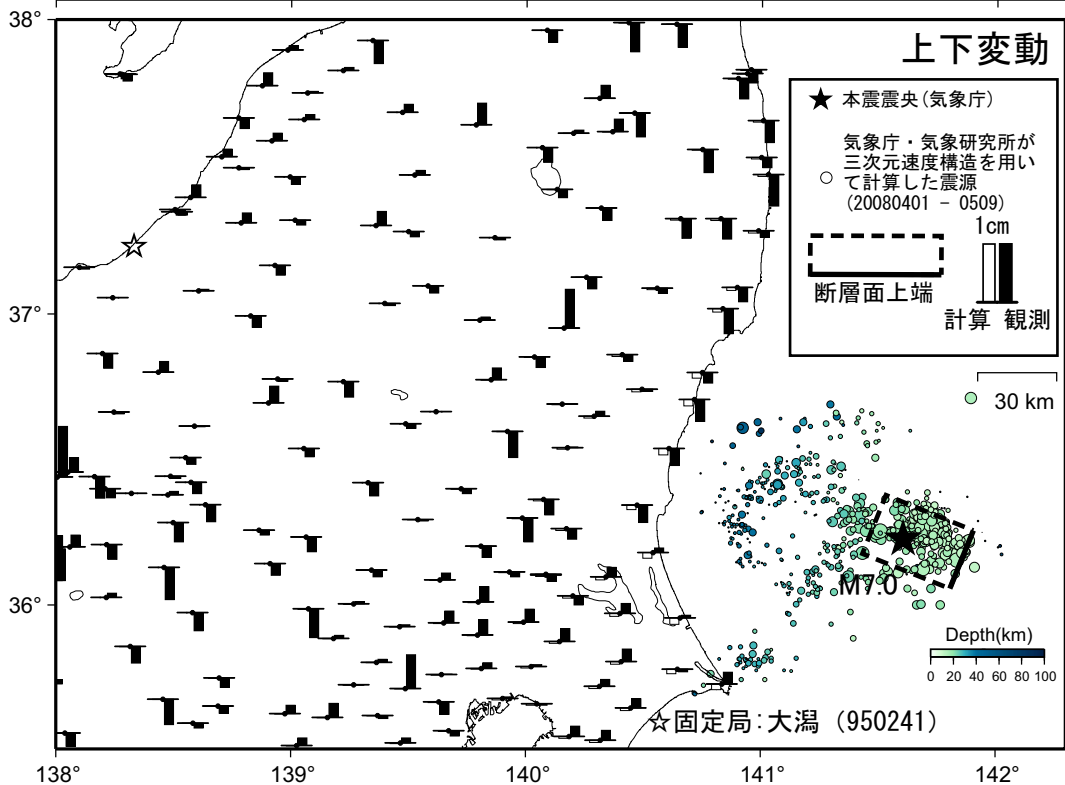 38°
上下変動
本震震央(気象庁)
気象庁・気象研究所が
三次元速度構造を用い
て計算した震源
(20080401 - 0509)
1cm
断層面上端
計算 観測
37°
30 km
M7.0
36°
Depth(km)
0 20 40 60 80 100
☆固定局:大潟 (950241)
138° 139° 140° 141° 142°